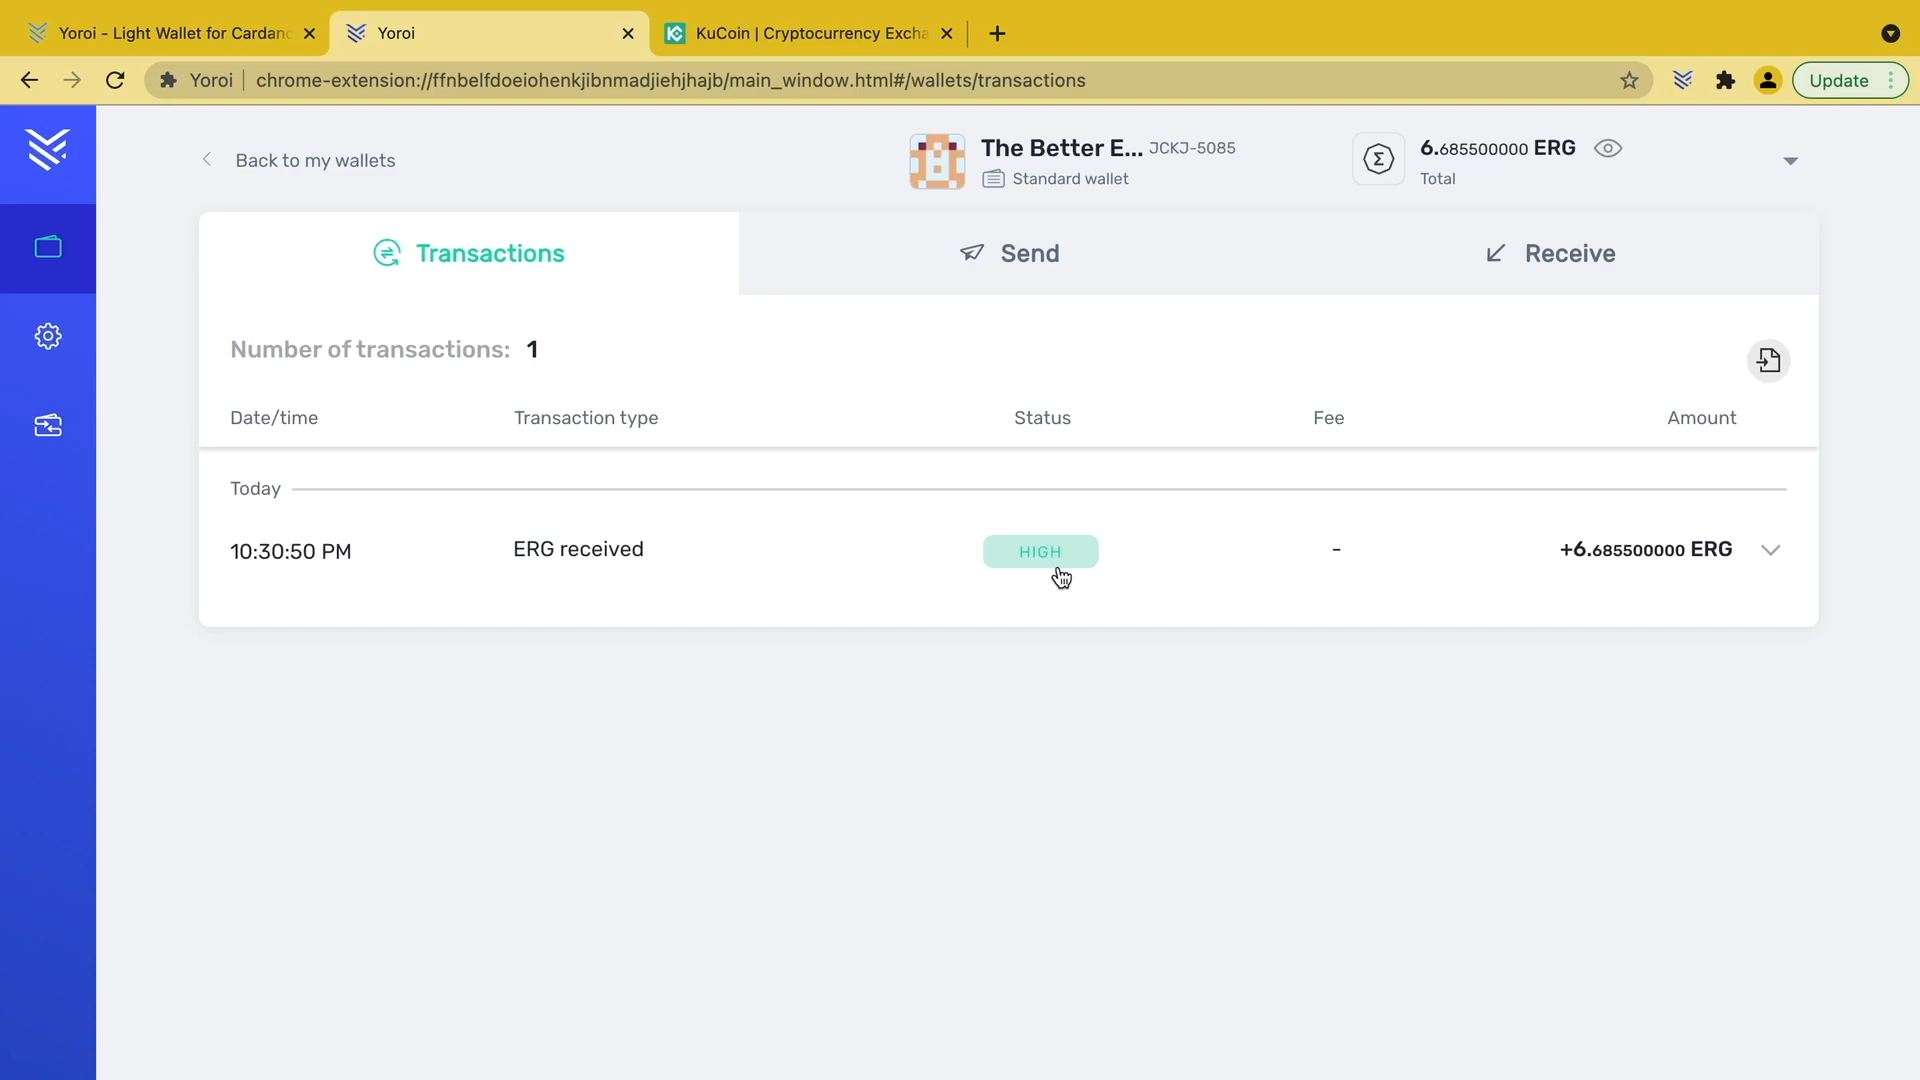 Yoroi - Light Wallet for Cardano
Yoroi
KuCoin | Cryptocurrency Excha
Yoroi
chrome-extension://ffnbelfdoeiohenkjibnmadjiehjhajb/main_window.html#/wallets/transactions
Update
Back to my wallets
The Better E... JCKJ-5085
Standard wallet
6.685500000 ERG
Total
Transactions
Send
Receive
Number of transactions: 1
Date/time
Transaction type
Status
Fee
Amount
Today
10:30:50 PM
ERG received
HIGH
-
+6.685500000 ERG